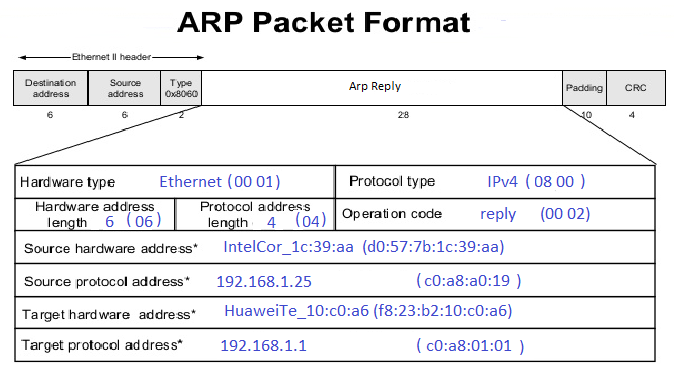 ARP Packet Format
Ethernet II header
Destination address
Source address
Type 0x8060
Arp Reply
Padding
CRC
6 6 2 28 10 4
Hardware type Ethernet (00 01)
Protocol type IPv4 ( 08 00 )
Hardware address length 6 (06)
Protocol address length 4 (04)
Operation code reply (00 02)
Source hardware address* IntelCor_1c:39:aa (d0:57:7b:1c:39:aa)
Source protocol address* 192.168.1.25 ( c0:a8:a0:19 )
Target hardware address* HuaweiTe_10:c0:a6 (f8:23:b2:10:c0:a6)
Target protocol address* 192.168.1.1 ( c0:a8:01:01 )